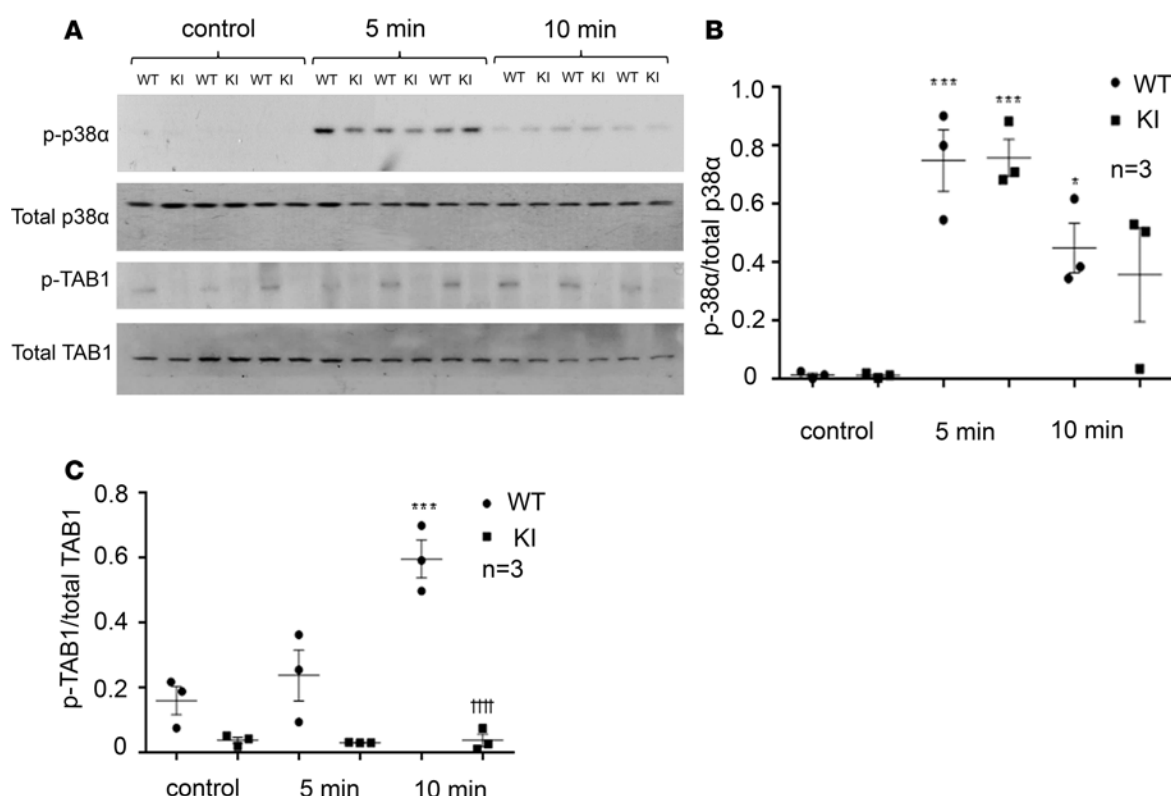 A
control 5 min 10 min
WT KI WT KI WT KI WT KI WT KI WT KI WT KI WT KI WT KI
p-p38α
Total p38α
p-TAB1
Total TAB1
B
p-38α/total p38α
1.0
0.8
0.6
0.4
0.2
0
***
***
*
WT
KI
n=3
control 5 min 10 min
C
p-TAB1/total TAB1
0.8
0.6
0.4
0.2
0
***
††††
WT
KI
n=3
control 5 min 10 min